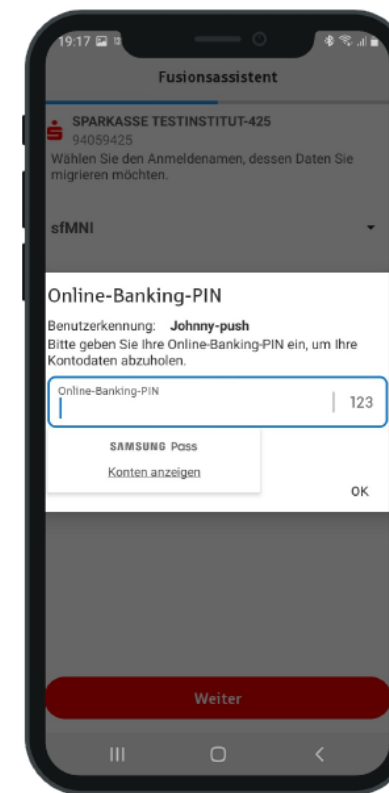 19:17
Fusionsassistent
SPARKASSE TESTINSTITUT-425
94059425
Wählen Sie den Anmeldenamen, dessen Daten Sie
migrieren möchten.
sfMNI
Online-Banking-PIN
Benutzerkennung: Johnny-push
Bitte geben Sie Ihre Online-Banking-PIN ein, um Ihre
Kontodaten abzuholen.
Online-Banking-PIN
123
SAMSUNG Pass
Konten anzeigen
OK
Weiter